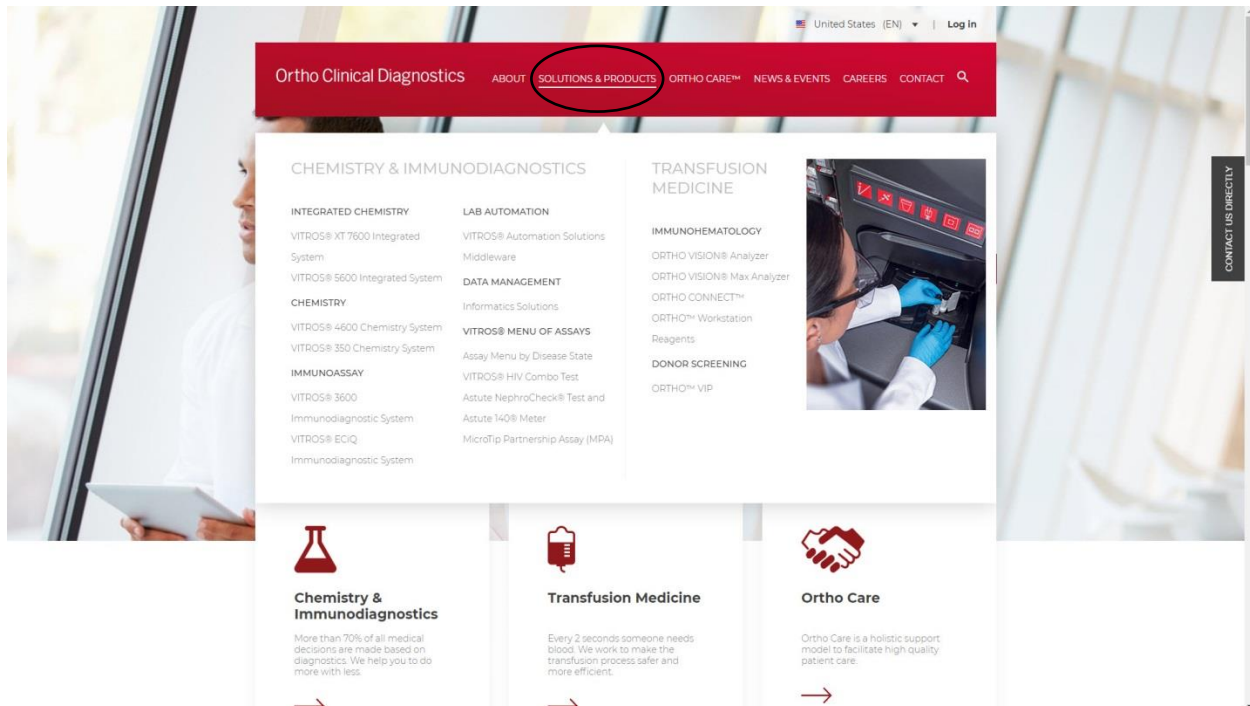 United States (EN) | Log in
Ortho Clinical Diagnostics ABOUT SOLUTIONS & PRODUCTS ORTHO CARE™ NEWS & EVENTS CAREERS CONTACT
CHEMISTRY & IMMUNODIAGNOSTICS
INTEGRATED CHEMISTRY
VITROS® XT 7600 Integrated
System
VITROS® 5600 Integrated System
CHEMISTRY
VITROS® 4600 Chemistry System
VITROS® 350 Chemistry System
IMMUNOASSAY
VITROS® 3600
Immunodiagnostic System
VITROS® ECiQ
Immunodiagnostic System
LAB AUTOMATION
VITROS® Automation Solutions
Middleware
DATA MANAGEMENT
Informatics Solutions
VITROS® MENU OF ASSAYS
Assay Menu by Disease State
VITROS® HIV Combo Test
Astute NephroCheck® Test and
Astute 140® Meter
MicroTip Partnership Assay (MPA)
TRANSFUSION
MEDICINE
IMMUNOHEMATOLOGY
ORTHO VISION® Analyzer
ORTHO VISION® Max Analyzer
ORTHO CONNECT™
ORTHO™ Workstation
Reagents
DONOR SCREENING
ORTHO™ VIP
CONTACT US DIRECTLY
Chemistry &
Immunodiagnostics
More than 70% of all medical
decisions are made based on
diagnostics. We help you to do
more with less.
Transfusion Medicine
Every 2 seconds someone needs
blood. We work to make the
transfusion process safer and
more efficient.
Ortho Care
Ortho Care is a holistic support
model to facilitate high quality
patient care.